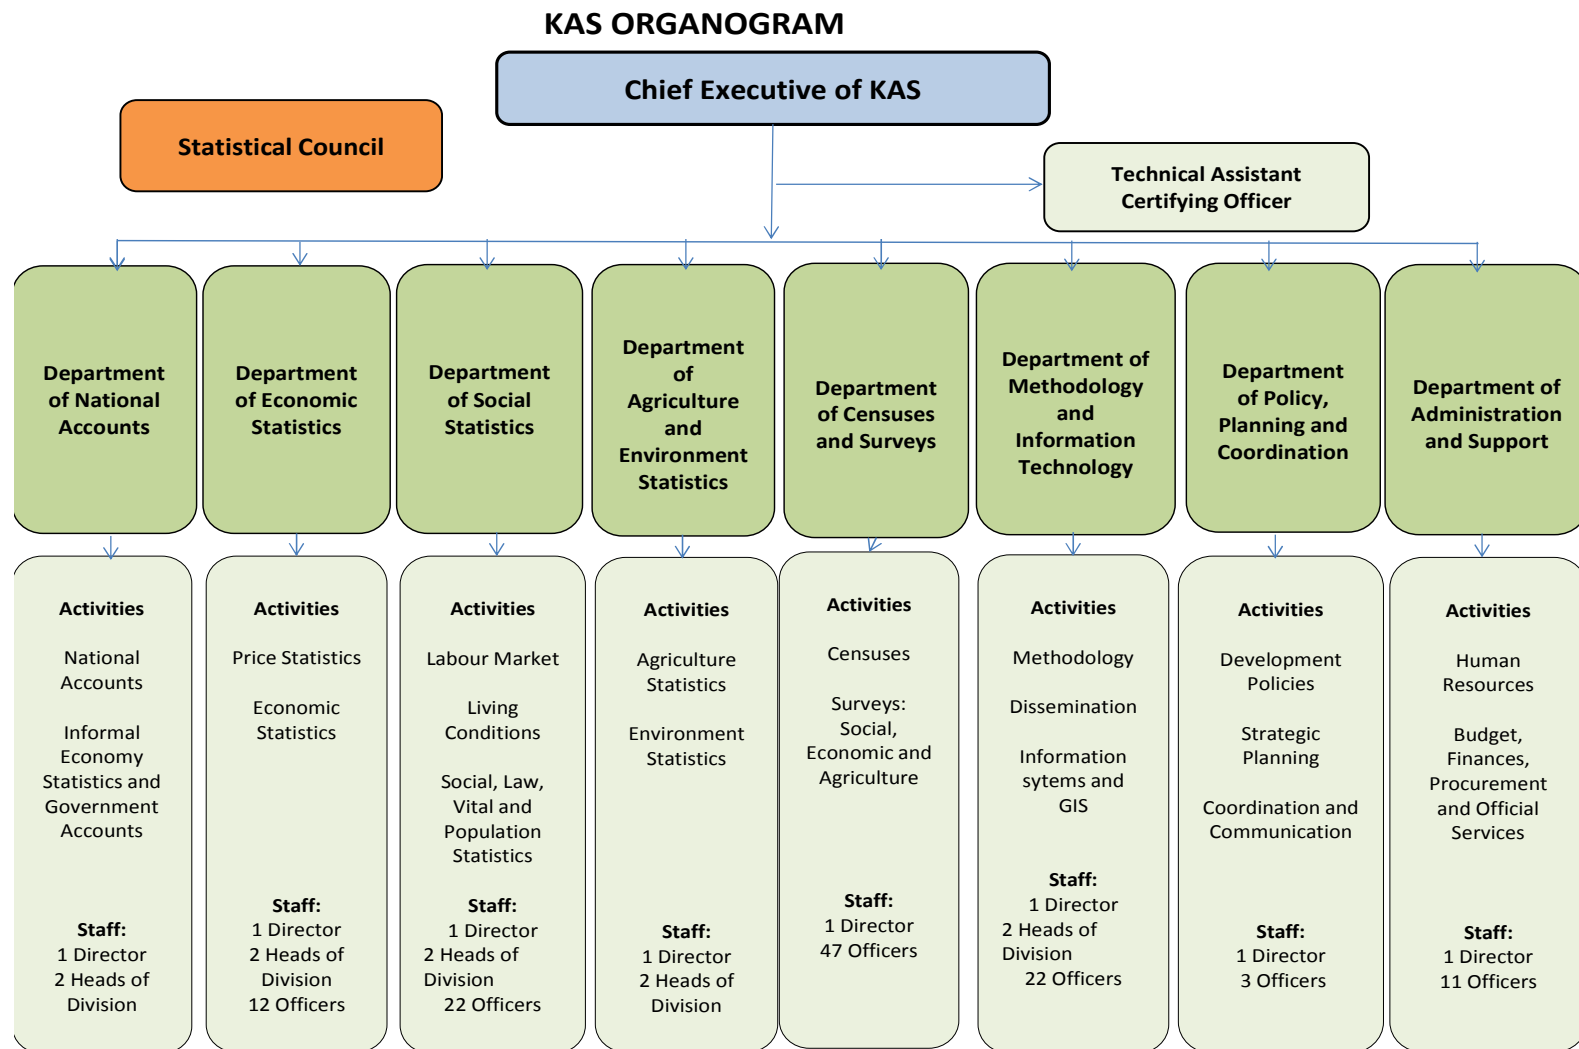 KAS ORGANOGRAM
Chief Executive of KAS
Statistical Council
Technical Assistant
Certifying Officer
Department
of National
Accounts
Department
of Economic
Statistics
Department
of Social
Statistics
Department
of
Agriculture
and
Environment
Statistics
Department
of Censuses
and Surveys
Department of
Methodology
and
Information
Technology
Department
of Policy,
Planning and
Coordination
Department of
Administration
and Support
Activities
National
Accounts
Informal
Economy
Statistics and
Government
Accounts
Staff:
1 Director
2 Heads of
Division
Activities
Price Statistics
Economic
Statistics
Staff:
1 Director
2 Heads of
Division
12 Officers
Activities
Labour Market
Living
Conditions
Social, Law,
Vital and
Population
Statistics
Staff:
1 Director
2 Heads of
Division
22 Officers
Activities
Agriculture
Statistics
Environment
Statistics
Staff:
1 Director
2 Heads of
Division
Activities
Censuses
Surveys:
Social,
Economic and
Agriculture
Staff:
1 Director
47 Officers
Activities
Methodology
Dissemination
Information
sytems and
GIS
Staff:
1 Director
2 Heads of
Division
22 Officers
Activities
Development
Policies
Strategic
Planning
Coordination and
Communication
Staff:
1 Director
3 Officers
Activities
Human
Resources
Budget,
Finances,
Procurement
and Official
Services
Staff:
1 Director
11 Officers